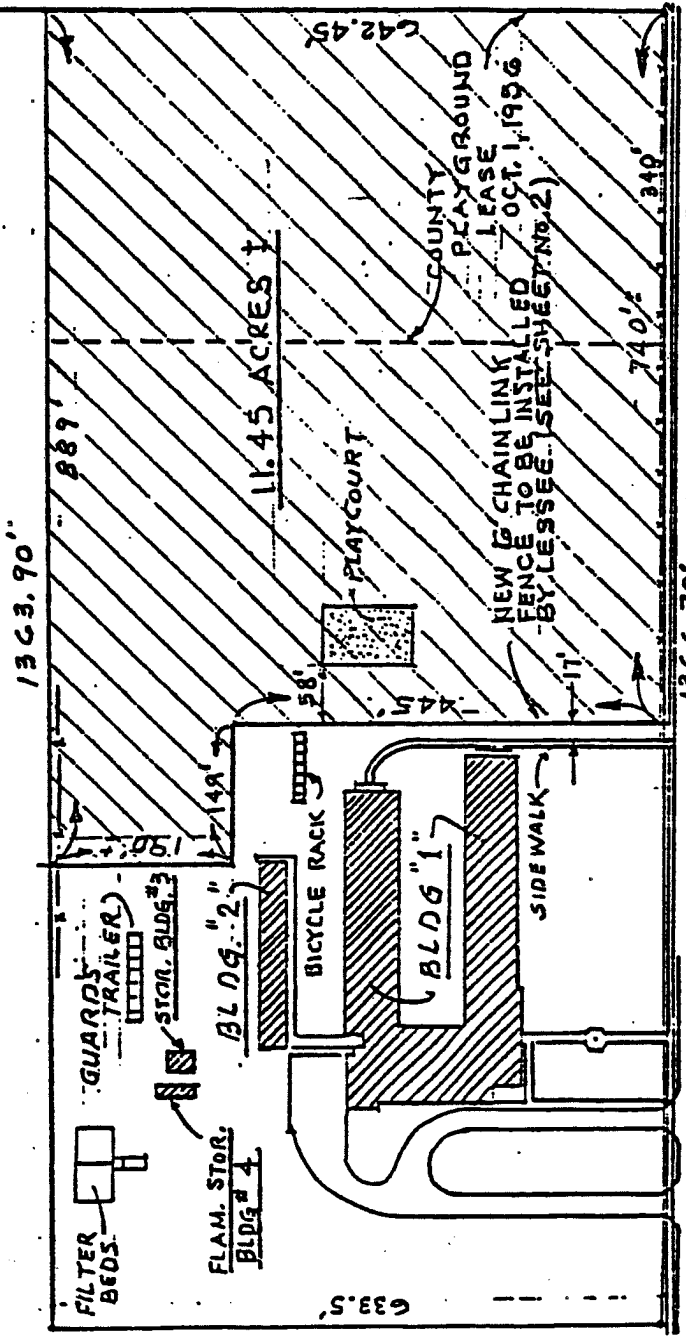 1363.90''
642.45'
889'
11.45 ACRES ±
COUNTY
PLAYGROUND
LEASE
OCT. 1, 1956
PLAYCOURT
NEW 6' CHAINLINK
FENCE TO BE INSTALLED
BY LESSEE (SEE SHEET NO. 2)
340'
740'±
58'
445'
17'
149'
190'±
BICYCLE RACK
GUARDS
TRAILER
STOR. BLDG. #3
BLDG. "2"
BLDG "1"
SIDEWALK
FLAM. STOR.
BLDG # 4
FILTER
BEDS
633.5'